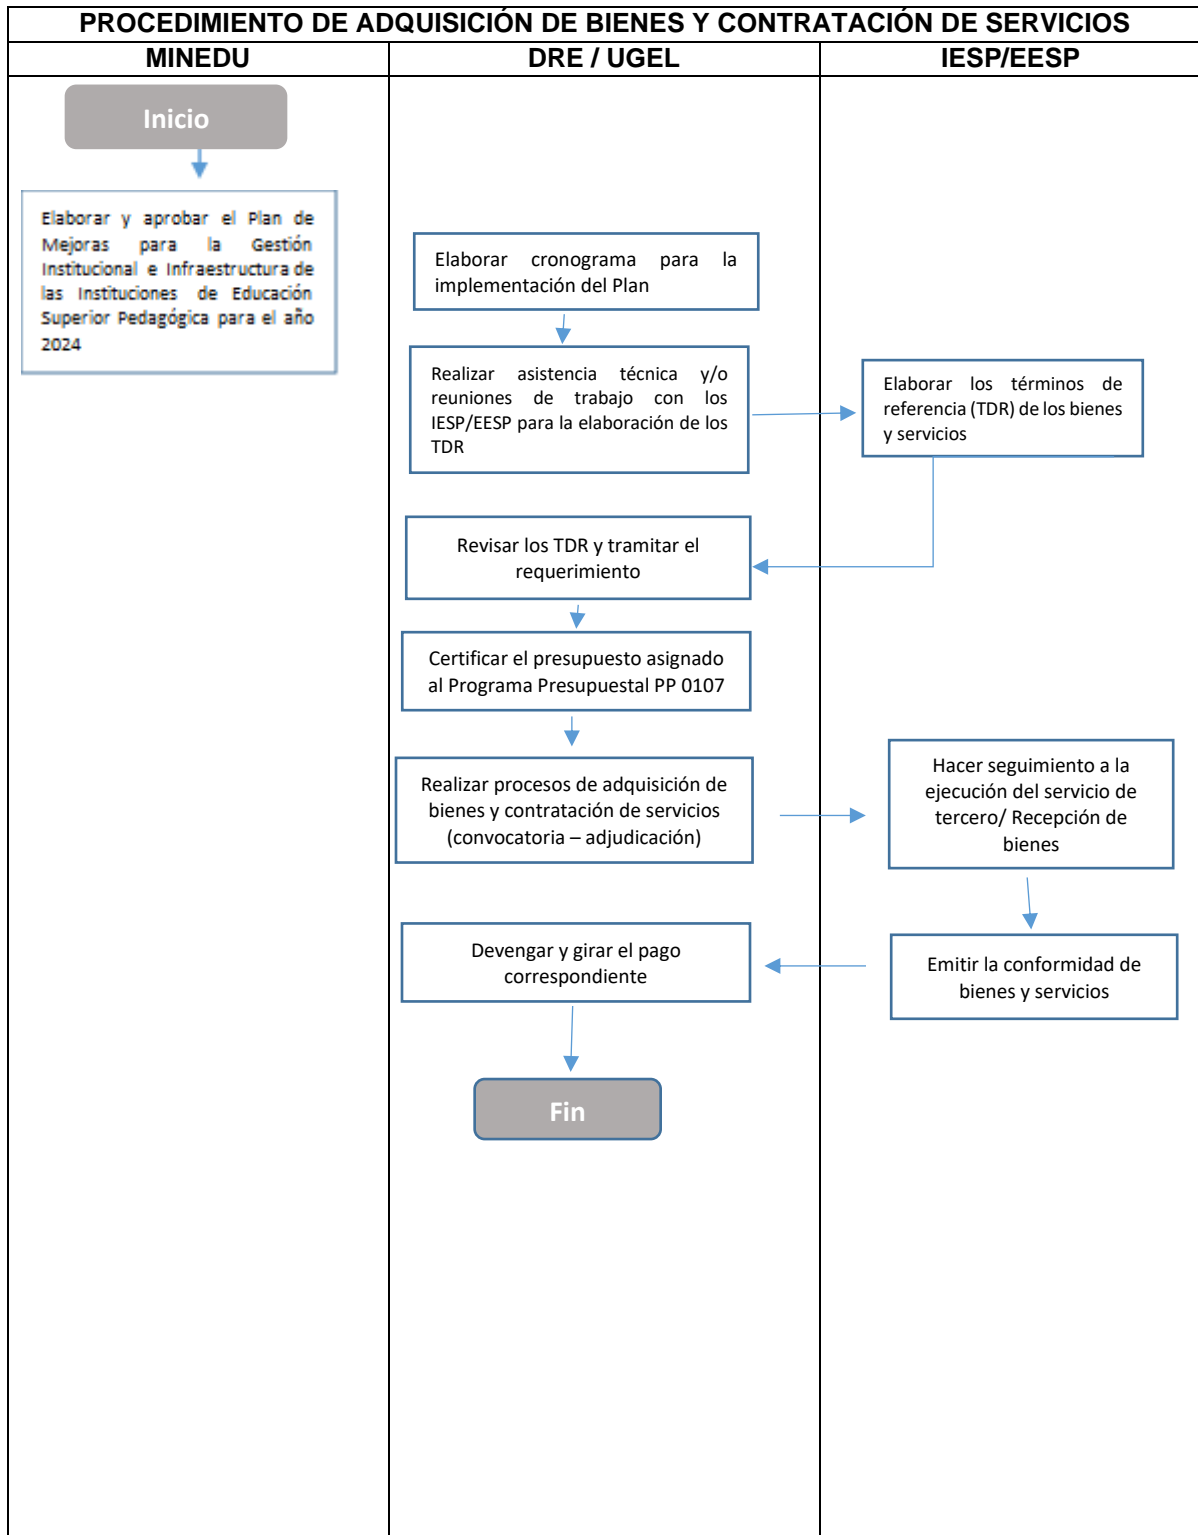 PROCEDIMIENTO DE ADQUISICIÓN DE BIENES Y CONTRATACIÓN DE SERVICIOS
MINEDU
DRE / UGEL
IESP/EESP
Inicio
Elaborar y aprobar el Plan de
Mejoras para la Gestión
Institucional e Infraestructura de
las Instituciones de Educación
Superior Pedagógica para el año
2024
Elaborar cronograma para la
implementación del Plan
Realizar asistencia técnica y/o
reuniones de trabajo con los
IESP/EESP para la elaboración de los
TDR
Elaborar los términos de
referencia (TDR) de los bienes
y servicios
Revisar los TDR y tramitar el
requerimiento
Certificar el presupuesto asignado
al Programa Presupuestal PP 0107
Realizar procesos de adquisición de
bienes y contratación de servicios
(convocatoria – adjudicación)
Hacer seguimiento a la
ejecución del servicio de
tercero/ Recepción de
bienes
Emitir la conformidad de
bienes y servicios
Devengar y girar el pago
correspondiente
Fin